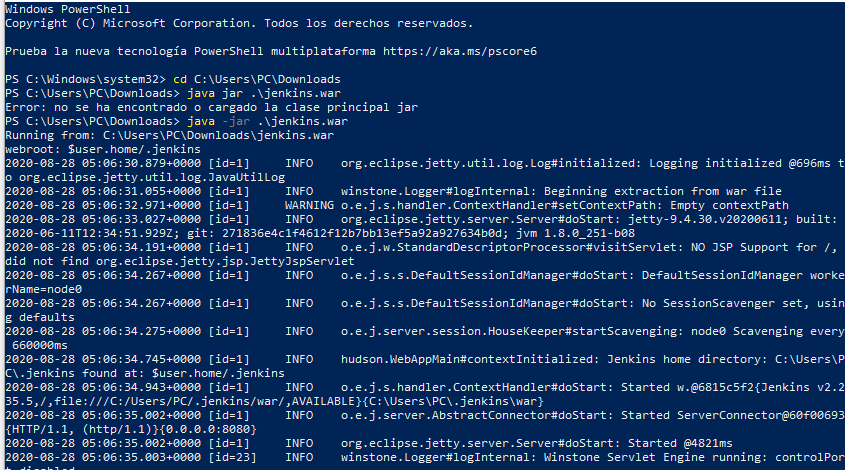 Windows PowerShell
Copyright (C) Microsoft Corporation. Todos los derechos reservados.
Prueba la nueva tecnología PowerShell multiplataforma https://aka.ms/pscore6
PS C:\Windows\system32> cd C:\Users\PC\Downloads
PS C:\Users\PC\Downloads> java jar .\jenkins.war
Error: no se ha encontrado o cargado la clase principal jar
PS C:\Users\PC\Downloads> java -jar .\jenkins.war
Running from: C:\Users\PC\Downloads\jenkins.war
webroot: $user.home/.jenkins
2020-08-28 05:06:30.879+0000 [id=1]     INFO    org.eclipse.jetty.util.log.Log#initialized: Logging initialized @696ms t
o org.eclipse.jetty.util.log.JavaUtilLog
2020-08-28 05:06:31.055+0000 [id=1]     INFO    winstone.Logger#logInternal: Beginning extraction from war file
2020-08-28 05:06:32.971+0000 [id=1]     WARNING o.e.j.s.handler.ContextHandler#setContextPath: Empty contextPath
2020-08-28 05:06:33.027+0000 [id=1]     INFO    org.eclipse.jetty.server.Server#doStart: jetty-9.4.30.v20200611; built:
2020-06-11T12:34:51.929Z; git: 271836e4c1f4612f12b7bb13ef5a92a927634b0d; jvm 1.8.0_251-b08
2020-08-28 05:06:34.191+0000 [id=1]     INFO    o.e.j.w.StandardDescriptorProcessor#visitServlet: NO JSP Support for /,
did not find org.eclipse.jetty.jsp.JettyJspServlet
2020-08-28 05:06:34.267+0000 [id=1]     INFO    o.e.j.s.s.DefaultSessionIdManager#doStart: DefaultSessionIdManager worke
rName=node0
2020-08-28 05:06:34.267+0000 [id=1]     INFO    o.e.j.s.s.DefaultSessionIdManager#doStart: No SessionScavenger set, usin
g defaults
2020-08-28 05:06:34.275+0000 [id=1]     INFO    o.e.j.server.session.HouseKeeper#startScavenging: node0 Scavenging every
660000ms
2020-08-28 05:06:34.745+0000 [id=1]     INFO    hudson.WebAppMain#contextInitialized: Jenkins home directory: C:\Users\P
C\.jenkins found at: $user.home/.jenkins
2020-08-28 05:06:34.943+0000 [id=1]     INFO    o.e.j.s.handler.ContextHandler#doStart: Started w.@6815c5f2{Jenkins v2.2
35.5,/,file:///C:/Users/PC/.jenkins/war/,AVAILABLE}{C:\Users\PC\.jenkins\war}
2020-08-28 05:06:35.002+0000 [id=1]     INFO    o.e.j.server.AbstractConnector#doStart: Started ServerConnector@60f00693
{HTTP/1.1, (http/1.1)}{0.0.0.0:8080}
2020-08-28 05:06:35.002+0000 [id=1]     INFO    org.eclipse.jetty.server.Server#doStart: Started @4821ms
2020-08-28 05:06:35.003+0000 [id=23]    INFO    winstone.Logger#logInternal: Winstone Servlet Engine running: controlPor
t disabled